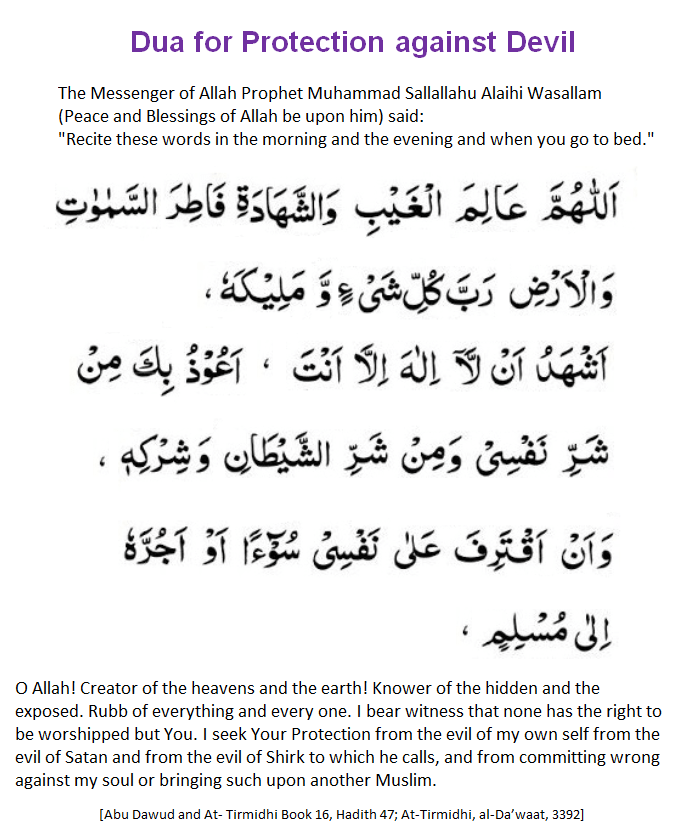 Dua for Protection against Devil
The Messenger of Allah Prophet Muhammad Sallallahu Alaihi Wasallam
(Peace and Blessings of Allah be upon him) said:
"Recite these words in the morning and the evening and when you go to bed."
اَللّٰهُمَّ عَالِمَ الْغَيْبِ وَالشَّهَادَةِ فَاطِرَ السَّمٰوٰتِ
وَالْاَرْضِ رَبَّ كُلِّ شَیْءٍ وَّ مَلِيْكَهٗ ،
اَشْهَدُ اَنْ لَّآ اِلٰهَ اِلَّا اَنْتَ ، اَعُوْذُ بِكَ مِنْ
شَرِّ نَفْسِیْ وَمِنْ شَرِّ الشَّيْطَانِ وَشِرْكِهٖ ،
وَاَنْ اَقْتَرِفَ عَلٰى نَفْسِیْ سُوْٓءًا اَوْ اَجُرَّهٗ
اِلٰى مُسْلِمٍ ،
O Allah! Creator of the heavens and the earth! Knower of the hidden and the
exposed. Rubb of everything and every one. I bear witness that none has the right to
be worshipped but You. I seek Your Protection from the evil of my own self from the
evil of Satan and from the evil of Shirk to which he calls, and from committing wrong
against my soul or bringing such upon another Muslim.
[Abu Dawud and At- Tirmidhi Book 16, Hadith 47; At-Tirmidhi, al-Da’waat, 3392]